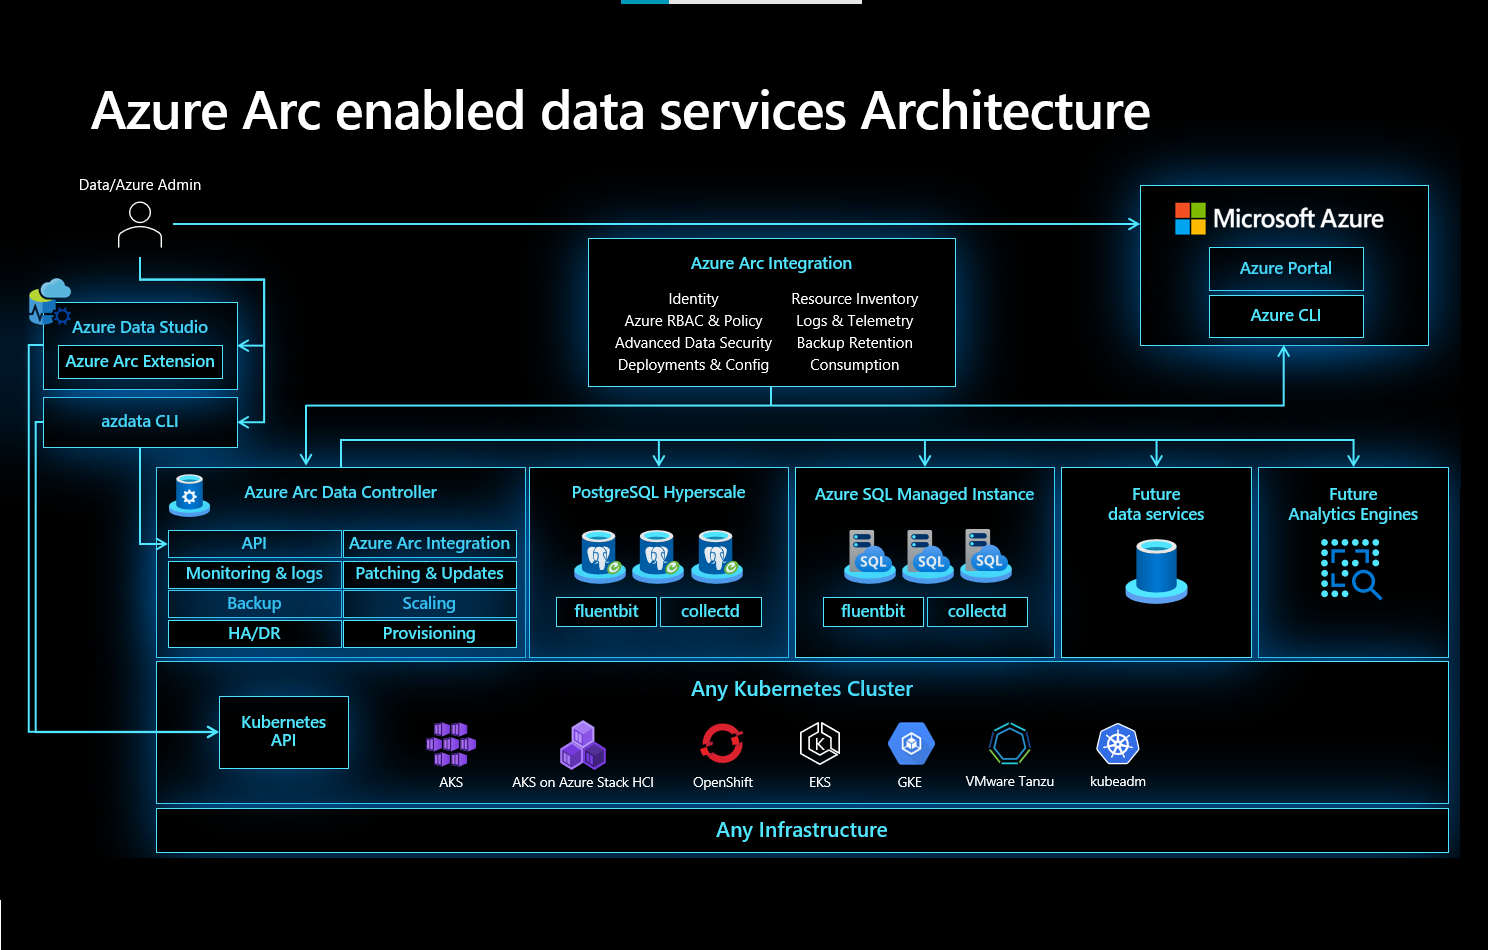 Azure Arc enabled data services Architecture
Data/Azure Admin
Microsoft Azure
Azure Portal
Azure CLI
Azure Arc Integration
Identity
Resource Inventory
Azure RBAC & Policy
Logs & Telemetry
Advanced Data Security
Backup Retention
Deployments & Config
Consumption
Azure Data Studio
Azure Arc Extension
azdata CLI
Azure Arc Data Controller
API
Azure Arc Integration
Monitoring & logs
Patching & Updates
Backup
Scaling
HA/DR
Provisioning
PostgreSQL Hyperscale
fluentbit
collectd
Azure SQL Managed Instance
SQL
SQL
SQL
fluentbit
collectd
Future
data services
Future
Analytics Engines
Any Kubernetes Cluster
Kubernetes
API
AKS
AKS on Azure Stack HCI
OpenShift
K
EKS
GKE
VMware Tanzu
kubeadm
Any Infrastructure